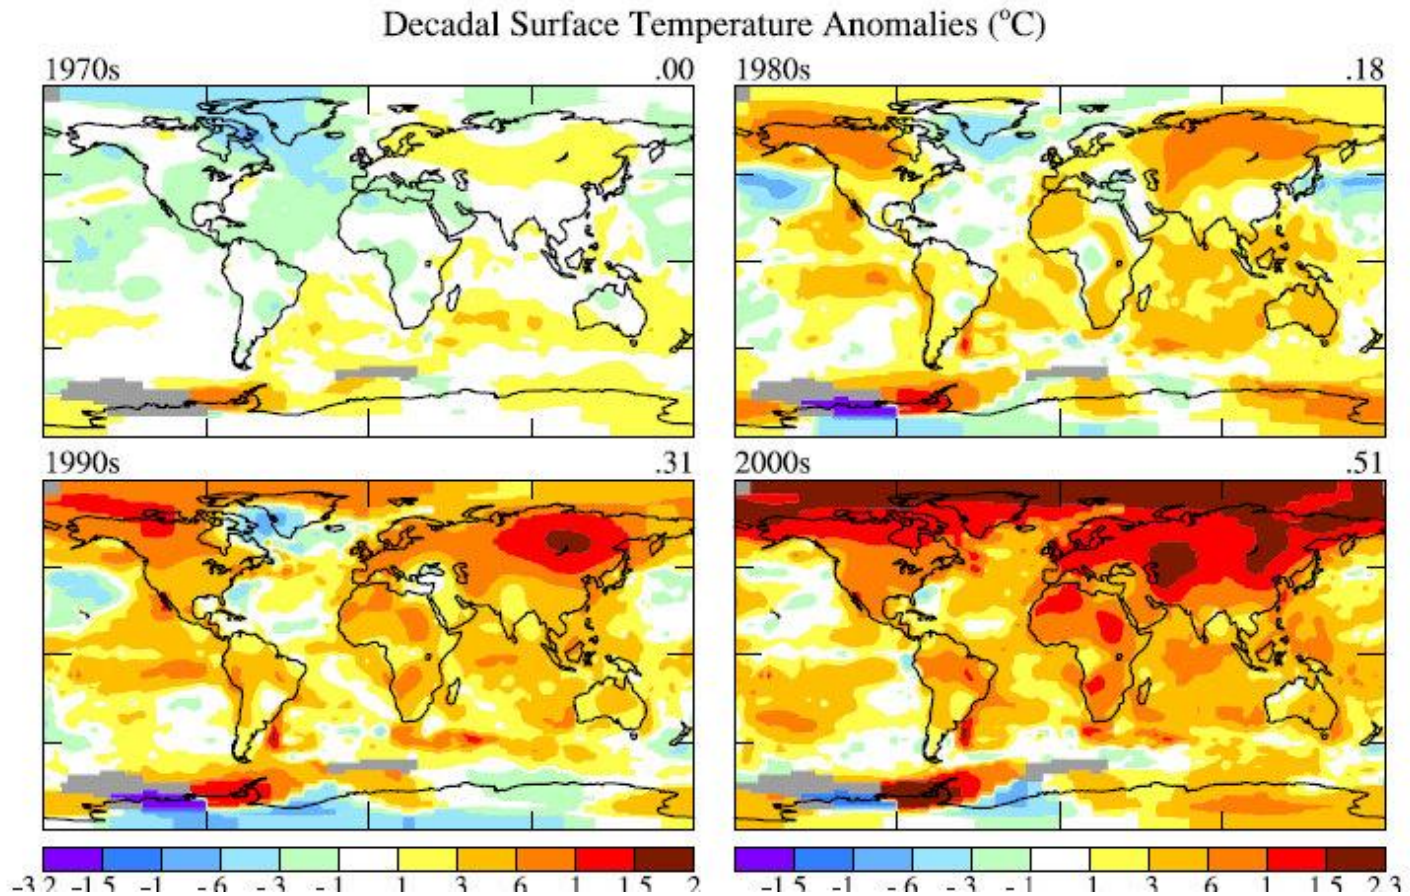 Decadal Surface Temperature Anomalies (°C)
1970s .00
1980s .18
1990s .31
2000s .51
-3 2 -1 5 -1 - 6 - 3 - 1 1 3 6 1 1 5 2
-1 5 -1 - 6 - 3 - 1 1 3 6 1 1 5 2 3